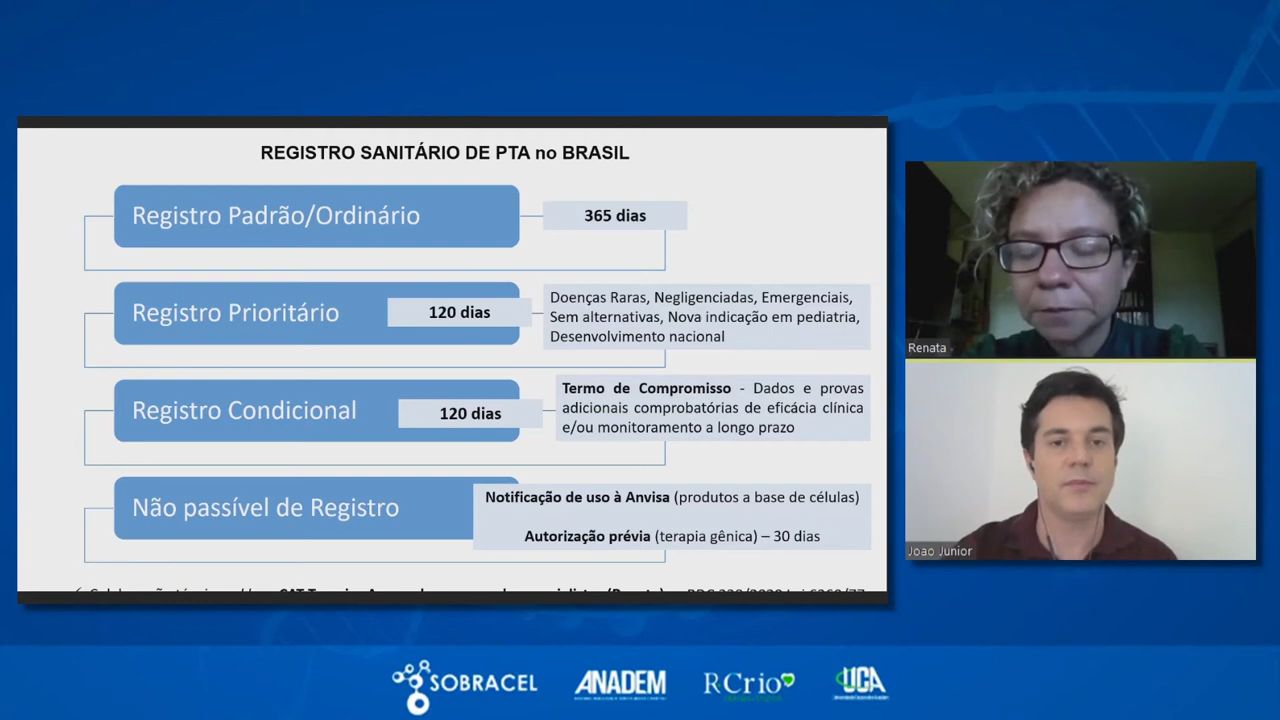 REGISTRO SANITÁRIO DE PTA no BRASIL
Registro Padrão/Ordinário
365 dias
Registro Prioritário
120 dias
Doenças Raras, Negligenciadas, Emergenciais,
Sem alternativas, Nova indicação em pediatria,
Desenvolvimento nacional
Registro Condicional
120 dias
Termo de Compromisso - Dados e provas
adicionais comprobatórias de eficácia clínica
e/ou monitoramento a longo prazo
Não passível de Registro
Notificação de uso à Anvisa (produtos a base de células)
Autorização prévia (terapia gênica) – 30 dias
Renata
Joao Junior
SOBRACEL
ANADEM
RCrio
UCA